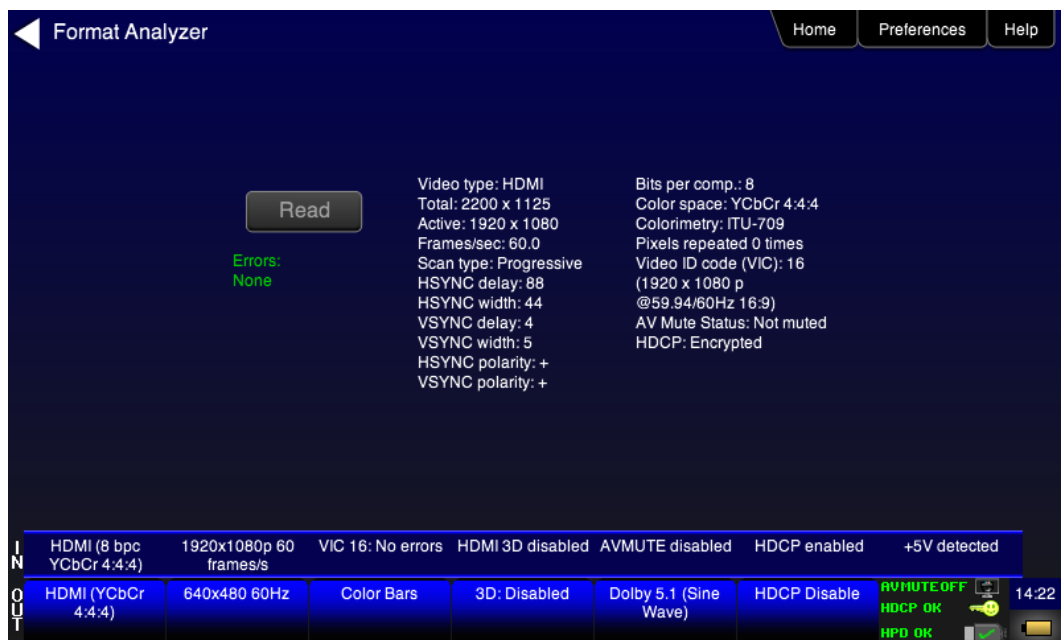 Format Analyzer
Home
Preferences
Help
Read
Errors:
None
Video type: HDMI
Total: 2200 x 1125
Active: 1920 x 1080
Frames/sec: 60.0
Scan type: Progressive
HSYNC delay: 88
HSYNC width: 44
VSYNC delay: 4
VSYNC width: 5
HSYNC polarity: +
VSYNC polarity: +
Bits per comp.: 8
Color space: YCbCr 4:4:4
Colorimetry: ITU-709
Pixels repeated 0 times
Video ID code (VIC): 16
(1920 x 1080 p
@59.94/60Hz 16:9)
AV Mute Status: Not muted
HDCP: Encrypted
IN
HDMI (8 bpc
YCbCr 4:4:4)
1920x1080p 60
frames/s
VIC 16: No errors
HDMI 3D disabled
AVMUTE disabled
HDCP enabled
+5V detected
OUT
HDMI (YCbCr
4:4:4)
640x480 60Hz
Color Bars
3D: Disabled
Dolby 5.1 (Sine
Wave)
HDCP Disable
AVMUTEOFF
HDCP OK
HPD OK
14:22